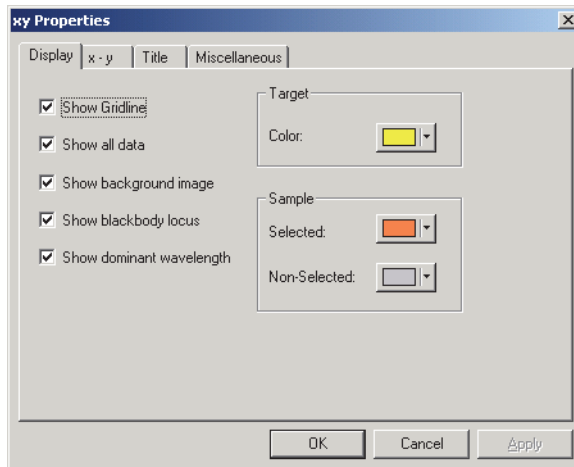 xy Properties
Display
x - y
Title
Miscellaneous
Show Gridline
Show all data
Show background image
Show blackbody locus
Show dominant wavelength
Target
Color:
Sample
Selected:
Non-Selected:
OK
Cancel
Apply